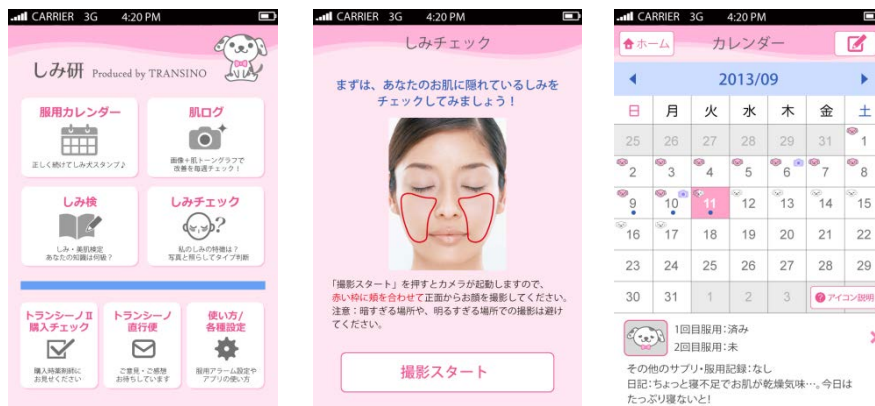 CARRIER 3G 4:20 PM
しみ研 Produced by TRANSINO
服用カレンダー
正しく続けてしみ犬スタンプ♪
肌ログ
画像+肌トーングラフで
改善を毎週チェック!
しみ検
しみ・美肌検定
あなたの知識は何級?
しみチェック
?
私のしみの特徴は?
写真と照らしてタイプ判断
トランシーノⅡ
購入チェック
購入時薬剤師に
お見せください
トランシーノ
直行便
ご意見・ご感想
お待ちしています
使い方/
各種設定
服用アラーム設定や
アプリの使い方
CARRIER 3G 4:20 PM
しみチェック
まずは、あなたのお肌に隠れているしみを
チェックしてみましょう!
「撮影スタート」を押すとカメラが起動しますので、
赤い枠に頬を合わせて正面からお顔を撮影してください。
注意:暗すぎる場所や、明るすぎる場所での撮影は避け
てください。
撮影スタート
CARRIER 3G 4:20 PM
ホーム カレンダー
2013/09
日 月 火 水 木 金 土
25 26 27 28 29 31 1
2 3 4 5 6 7 8
9 10 11 12 13 14 15
16 17 18 19 20 21 22
23 24 25 26 27 28 29
30 31 1 2 3 ? アイコン説明
1回目服用:済み
2回目服用:未
その他のサプリ・服用記録:なし
日記:ちょっと寝不足でお肌が乾燥気味…。今日は
たっぷり寝ないと!